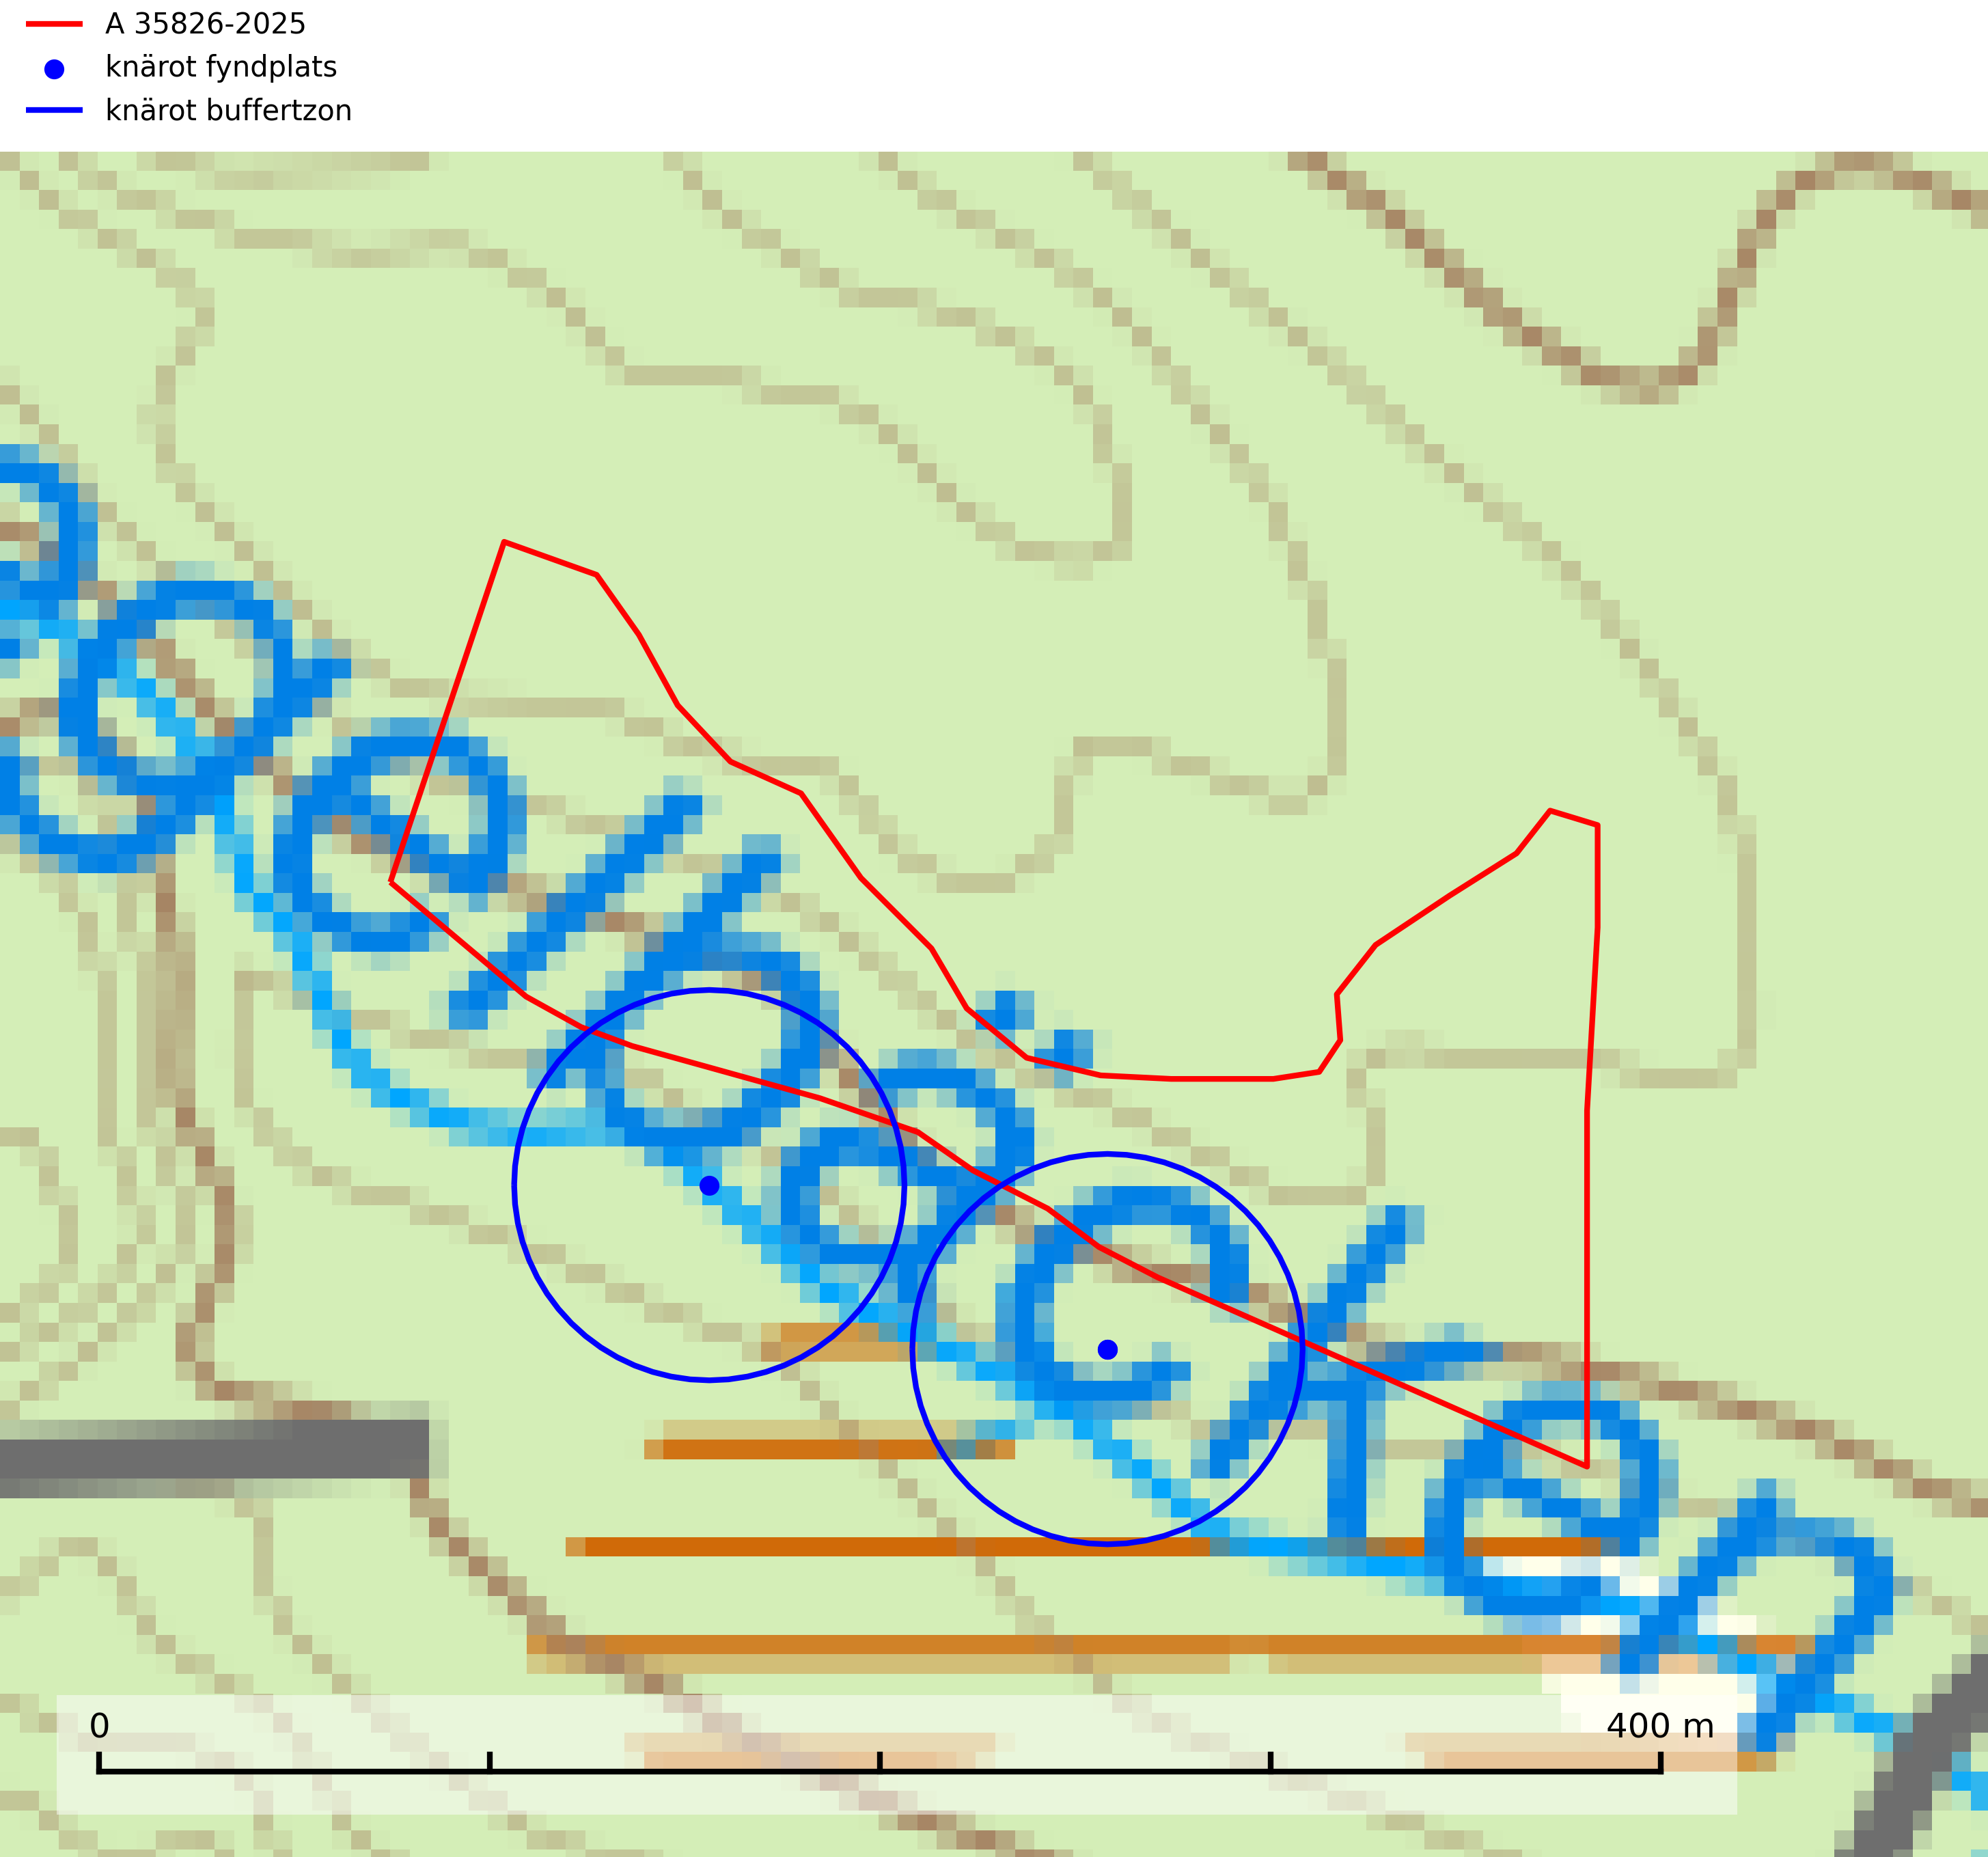 A 35826-2025
knärot fyndplats
knärot buffertzon
0
400 m